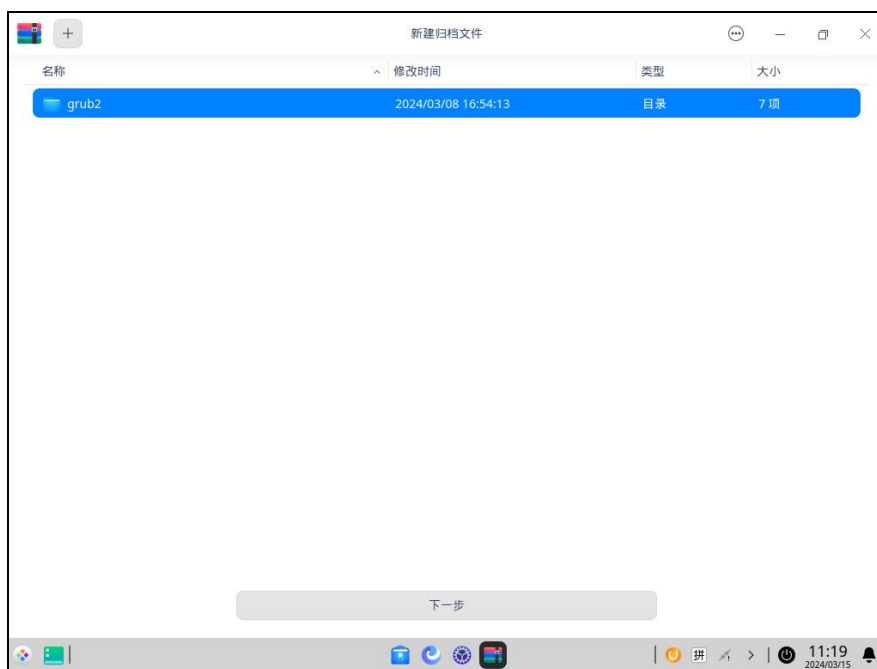 新建归档文件
名称 修改时间 类型 大小
grub2 2024/03/08 16:54:13 目录 7 项
下一步
拼 11:19
2024/03/15